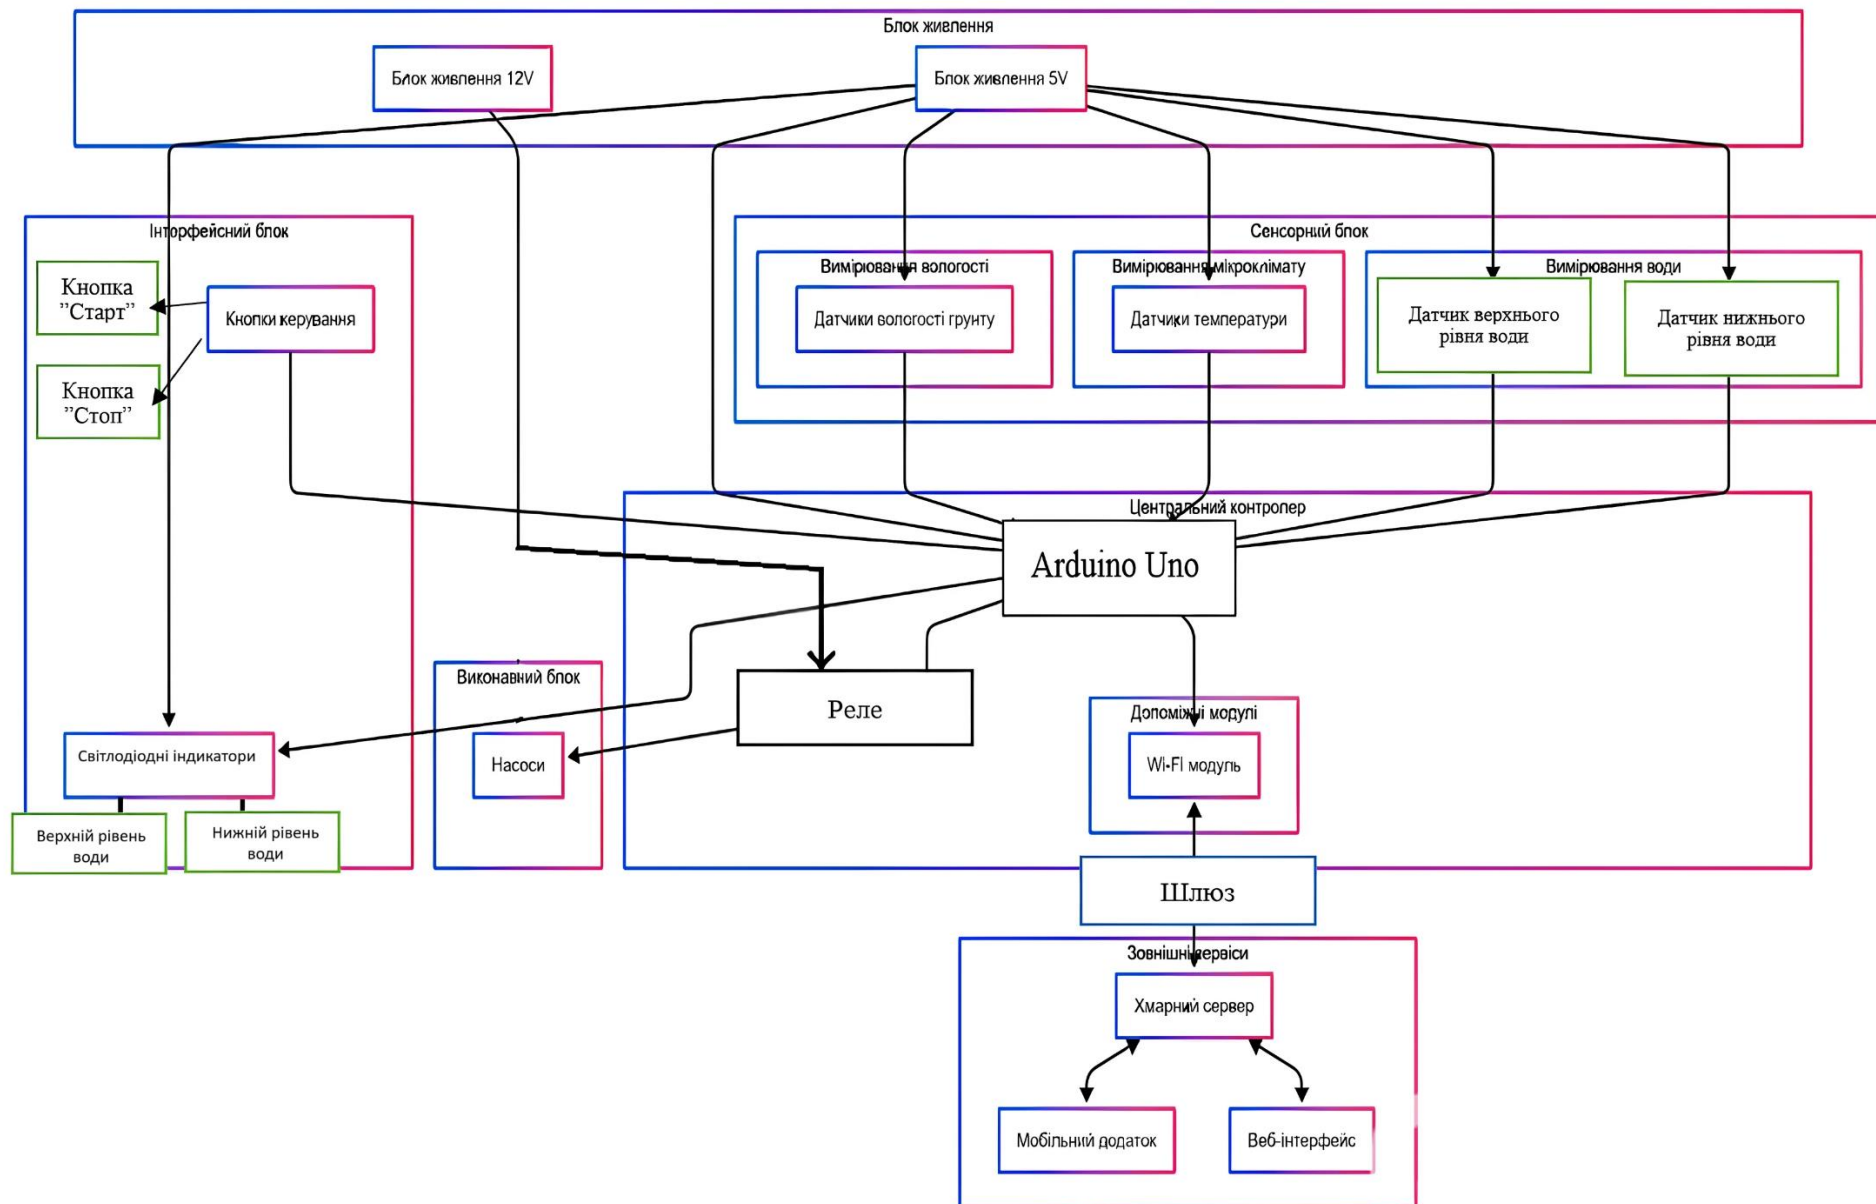 Блок живлення
Блок живлення 12V
Блок живлення 5V
Інторфейсний блок
Кнопка
"Старт"
Кнопки керування
Кнопка
"Стоп"
Сенсорний блок
Вимірювання вологості
Датчики вологості грунту
Вимірювання мікроклімату
Датчики температури
Вимірювання води
Датчик верхнього
рівня води
Датчик нижнього
рівня води
Центральний контролер
Arduino Uno
Реле
Виконавний блок
Насоси
Світлодіодні індикатори
Верхній рівень
води
Нижній рівень
води
Допоміжні модулі
WI-FI модуль
Шлюз
Зовнішні сервіси
Хмарний сервер
Мобільний додаток
Веб-інтерфейс